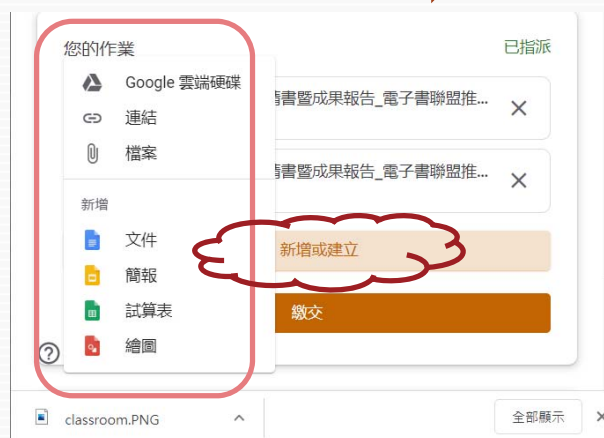 您的作業
已指派
Google 雲端硬碟
連結
檔案
新增
文件
簡報
試算表
繪圖
書暨成果報告_電子書聯盟推...
書暨成果報告_電子書聯盟推...
新增或建立
繳交
classroom.PNG
全部顯示